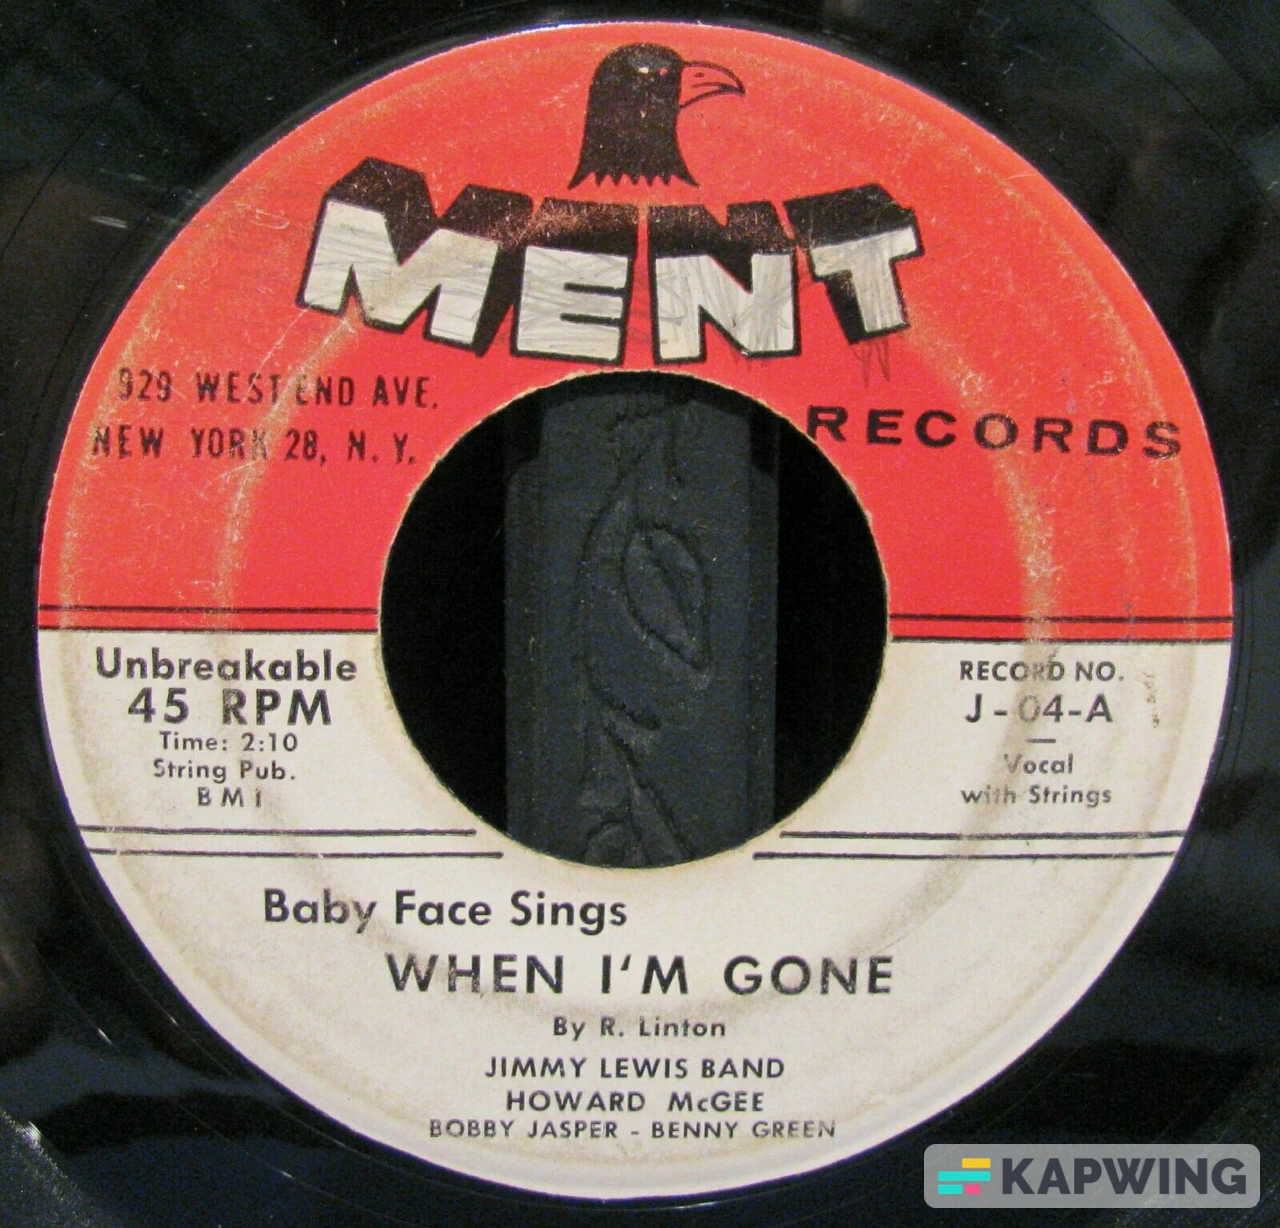 MENT
929 WEST END AVE.
NEW YORK 28, N. Y.
RECORDS
Unbreakable
45 RPM
Time: 2:10
String Pub.
BMI
RECORD NO.
J-04-A
Vocal
with Strings
Baby Face Sings
WHEN I'M GONE
By R. Linton
JIMMY LEWIS BAND
HOWARD McGEE
BOBBY JASPER - BENNY GREEN
KAPWING